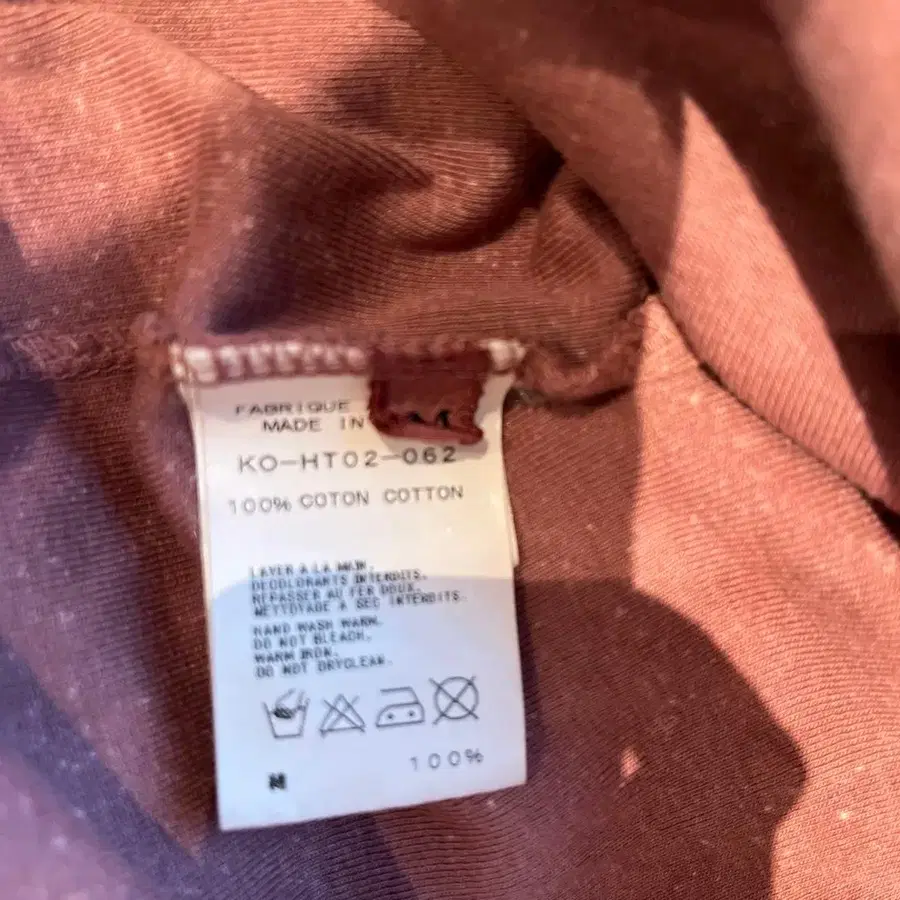 FABRIQUE
MADE IN
M
KO-HT02-062
100% COTON COTTON
LAVER A LA MAIN.
DECOLORANTS INTERDITS.
REPASSER AU FER DOUX.
NETTOYAGE A SEC INTERDITS.
HAND WASH WARM.
DO NOT BLEACH.
WARM IRON.
DO NOT DRYCLEAN.
100%
M